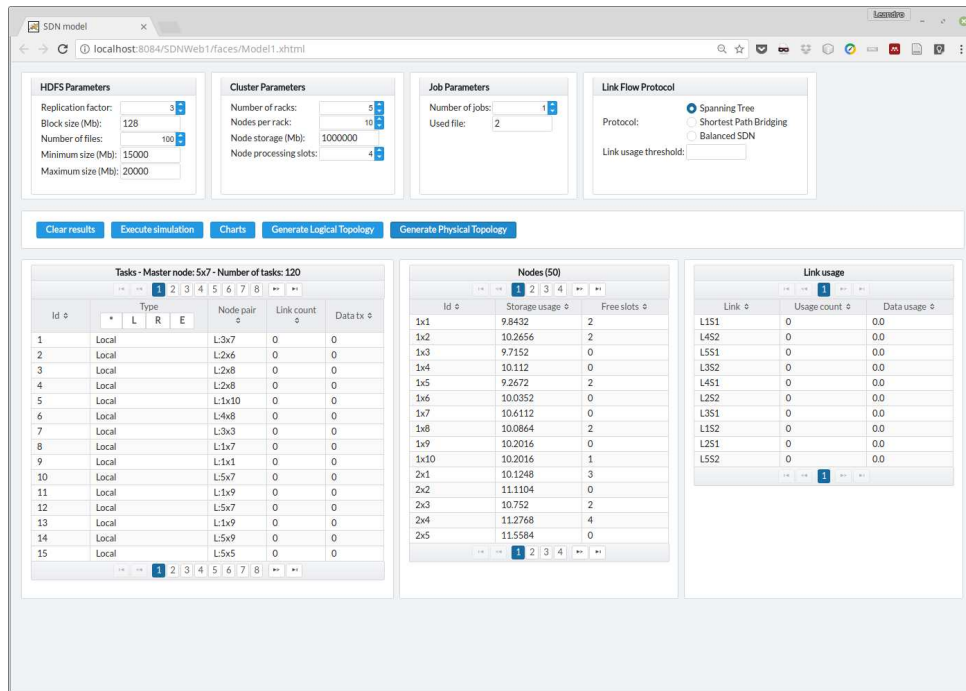 Leandro
SDN model
localhost:8084/SDNWeb1/faces/Model1.xhtml
HDFS Parameters
Replication factor: 3
Block size (Mb): 128
Number of files: 100
Minimum size (Mb): 15000
Maximum size (Mb): 20000
Cluster Parameters
Number of racks: 5
Nodes per rack: 10
Node storage (Mb): 1000000
Node processing slots: 4
Job Parameters
Number of jobs: 1
Used file: 2
Link Flow Protocol
Protocol:
Spanning Tree
Shortest Path Bridging
Balanced SDN
Link usage threshold:
Clear results Execute simulation Charts Generate Logical Topology Generate Physical Topology
Tasks - Master node: 5x7 - Number of tasks: 120
1 2 3 4 5 6 7 8
Id Type Node pair Link count Data tx
* L R E
1 Local L:3x7 0 0
2 Local L:2x6 0 0
3 Local L:2x8 0 0
4 Local L:2x8 0 0
5 Local L:1x10 0 0
6 Local L:4x8 0 0
7 Local L:3x3 0 0
8 Local L:1x7 0 0
9 Local L:1x1 0 0
10 Local L:5x7 0 0
11 Local L:1x9 0 0
12 Local L:5x7 0 0
13 Local L:1x9 0 0
14 Local L:5x9 0 0
15 Local L:5x5 0 0
1 2 3 4 5 6 7 8
Nodes (50)
1 2 3 4
Id Storage usage Free slots
1x1 9.8432 2
1x2 10.2656 2
1x3 9.7152 0
1x4 10.112 0
1x5 9.2672 2
1x6 10.0352 0
1x7 10.6112 0
1x8 10.0864 2
1x9 10.2016 0
1x10 10.2016 1
2x1 10.1248 3
2x2 11.1104 0
2x3 10.752 2
2x4 11.2768 4
2x5 11.5584 0
1 2 3 4
Link usage
1
Link Usage count Data usage
L1S1 0 0.0
L4S2 0 0.0
L5S1 0 0.0
L3S2 0 0.0
L4S1 0 0.0
L2S2 0 0.0
L3S1 0 0.0
L1S2 0 0.0
L2S1 0 0.0
L5S2 0 0.0
1